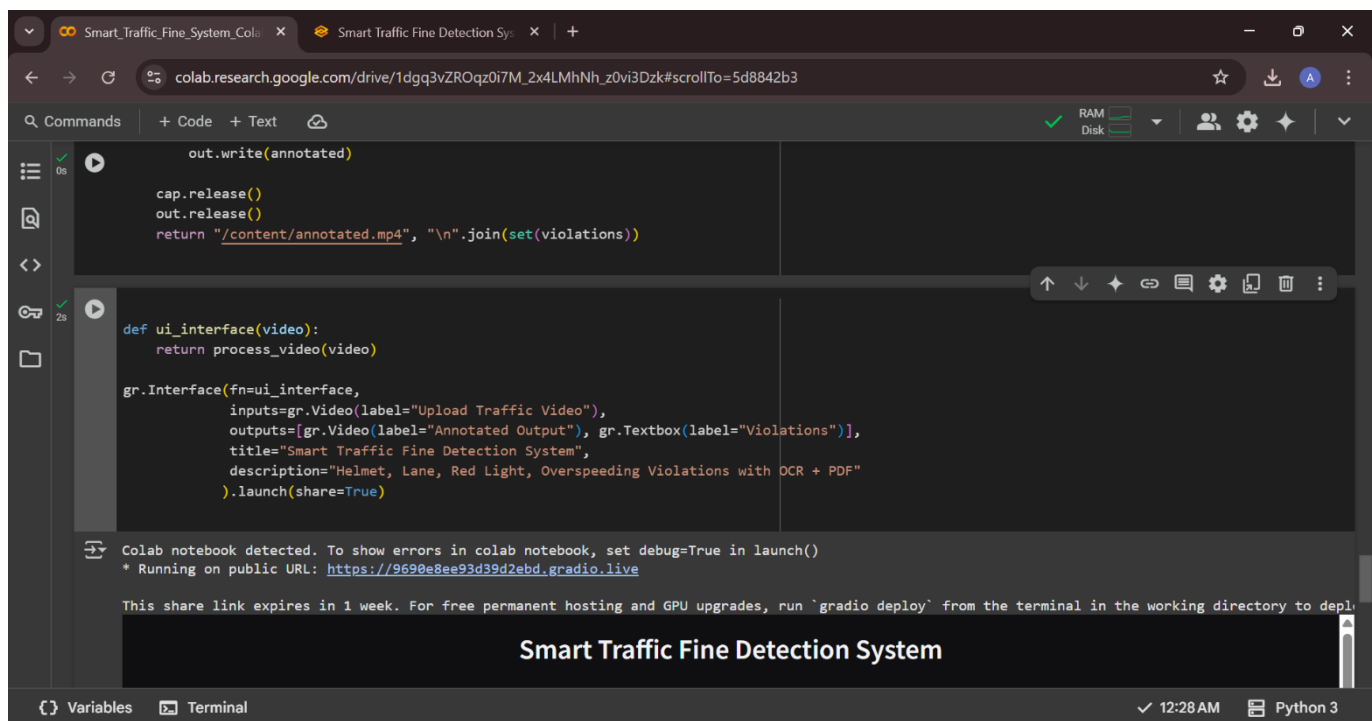 Smart_Traffic_Fine_System_Cola
Smart Traffic Fine Detection Sys
colab.research.google.com/drive/1dgq3vZROqz0i7M_2x4LMhNh_z0vi3Dzk#scrollTo=5d8842b3
A
Commands + Code + Text
RAM
Disk
0s
out.write(annotated)
cap.release()
out.release()
return "/content/annotated.mp4", "\n".join(set(violations))
2s
def ui_interface(video):
return process_video(video)
gr.Interface(fn=ui_interface,
inputs=gr.Video(label="Upload Traffic Video"),
outputs=[gr.Video(label="Annotated Output"), gr.Textbox(label="Violations")],
title="Smart Traffic Fine Detection System",
description="Helmet, Lane, Red Light, Overspeeding Violations with OCR + PDF"
).launch(share=True)
Colab notebook detected. To show errors in colab notebook, set debug=True in launch()
* Running on public URL: https://9690e8ee93d39d2ebd.gradio.live
This share link expires in 1 week. For free permanent hosting and GPU upgrades, run `gradio deploy` from the terminal in the working directory to depl
Smart Traffic Fine Detection System
{} Variables Terminal 12:28 AM Python 3